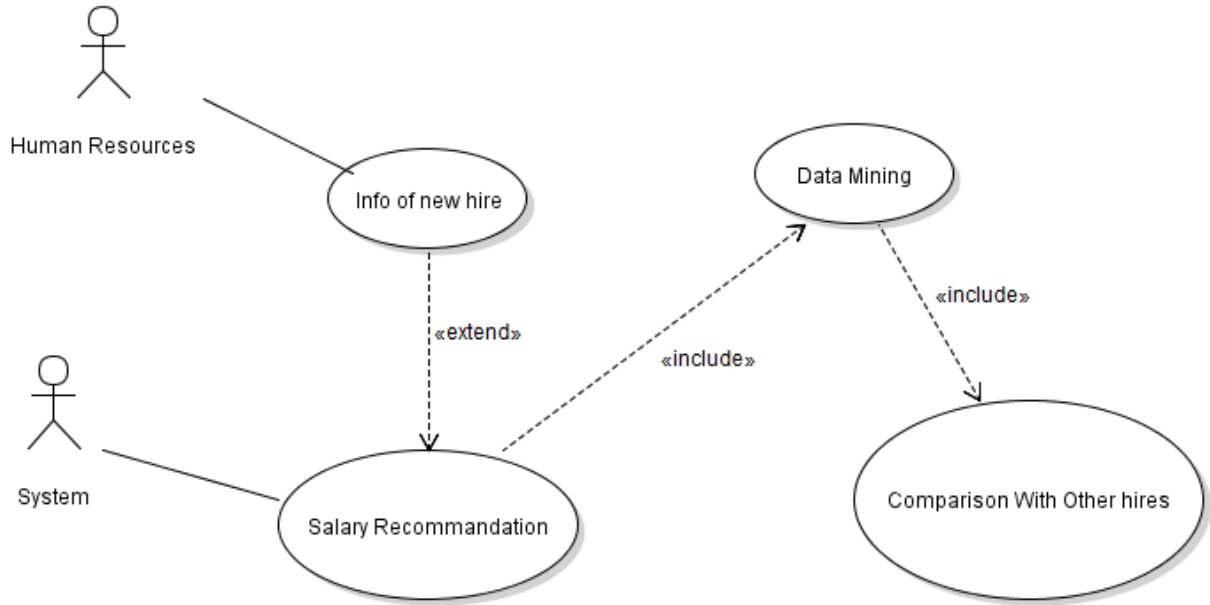 Human Resources
Info of new hire
Data Mining
«extend»
«include»
«include»
System
Salary Recommandation
Comparison With Other hires